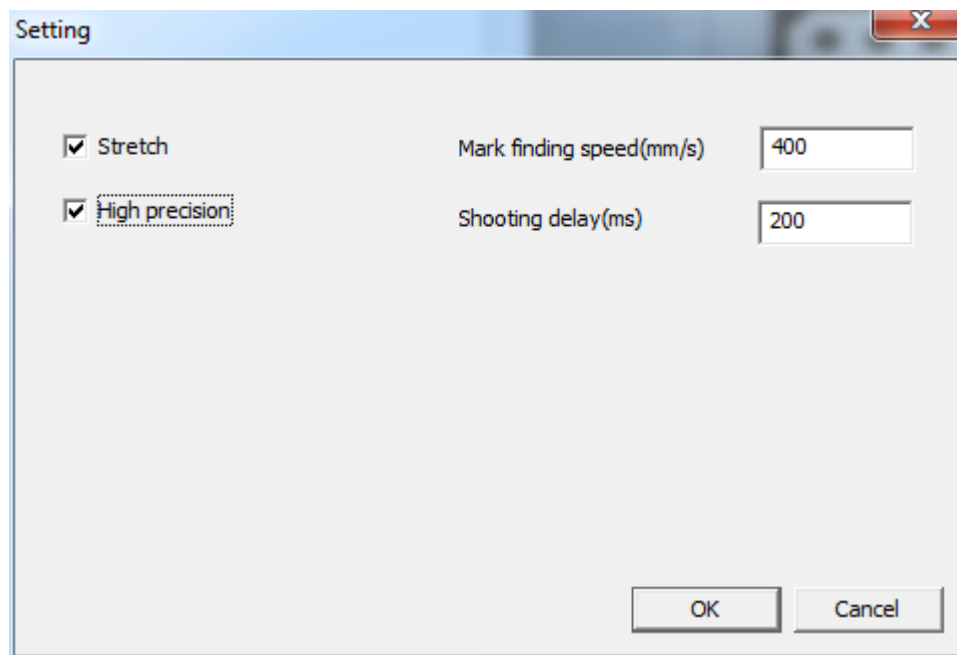 Setting
Stretch
Mark finding speed(mm/s)
400
High precision
Shooting delay(ms)
200
OK
Cancel